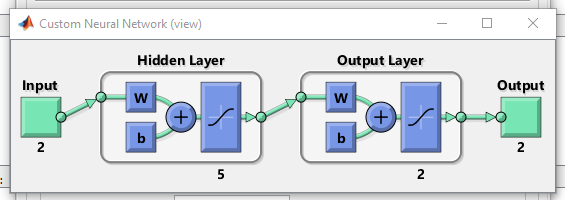 Custom Neural Network (view)
Hidden Layer
Output Layer
Input
Output
W
W
b
b
2
5
2
2